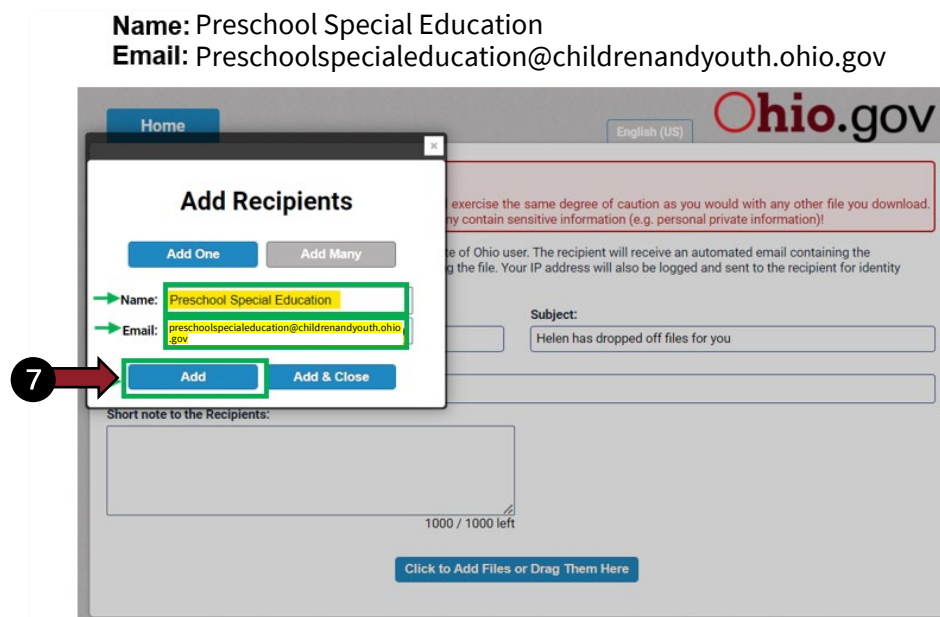 Name: Preschool Special Education
Email: Preschoolspecialeducation@childrenandyouth.ohio.gov
Home
English (US)
Ohio.gov
×
Add Recipients
exercise the same degree of caution as you would with any other file you download.
ny contain sensitive information (e.g. personal private information)!
Add One
Add Many
te of Ohio user. The recipient will receive an automated email containing the
g the file. Your IP address will also be logged and sent to the recipient for identity
Name: Preschool Special Education
Email: preschoolspecialeducation@childrenandyouth.ohio
.gov
Subject:
Helen has dropped off files for you
7
Add
Add & Close
Short note to the Recipients:
1000 / 1000 left
Click to Add Files or Drag Them Here